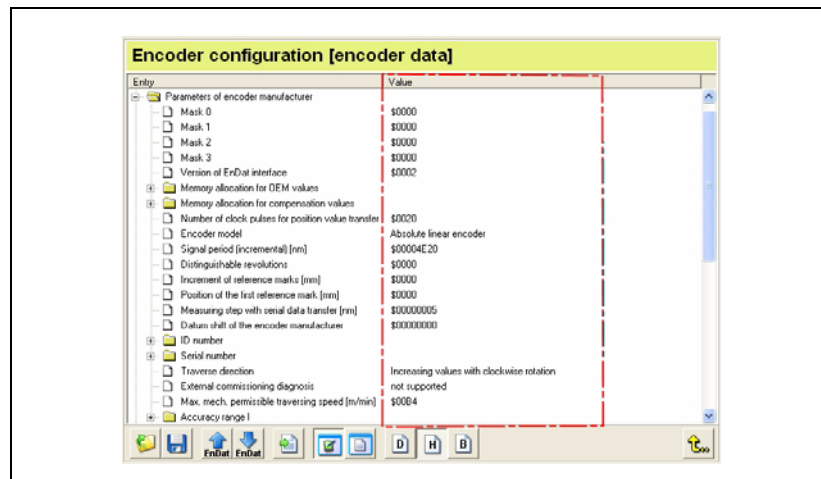 Encoder configuration [encoder data]
Entry Value
Parameters of encoder manufacturer
Mask 0 $0000
Mask 1 $0000
Mask 2 $0000
Mask 3 $0000
Version of EnDat interface $0002
Memory allocation for OEM values
Memory allocation for compensation values
Number of clock pulses for position value transfer $0020
Encoder model Absolute linear encoder
Signal period (incremental) [nm] $00004E20
Distinguishable revolutions $0000
Increment of reference marks [mm] $0000
Position of the first reference mark [mm] $0000
Measuring step with serial data transfer [nm] $00000005
Datum shift of the encoder manufacturer $00000000
ID number
Serial number
Traverse direction Increasing values with clockwise rotation
External commissioning diagnosis not supported
Max. mech. permissible traversing speed [m/min] $00B4
Accuracy range I
EnDat EnDat D H B